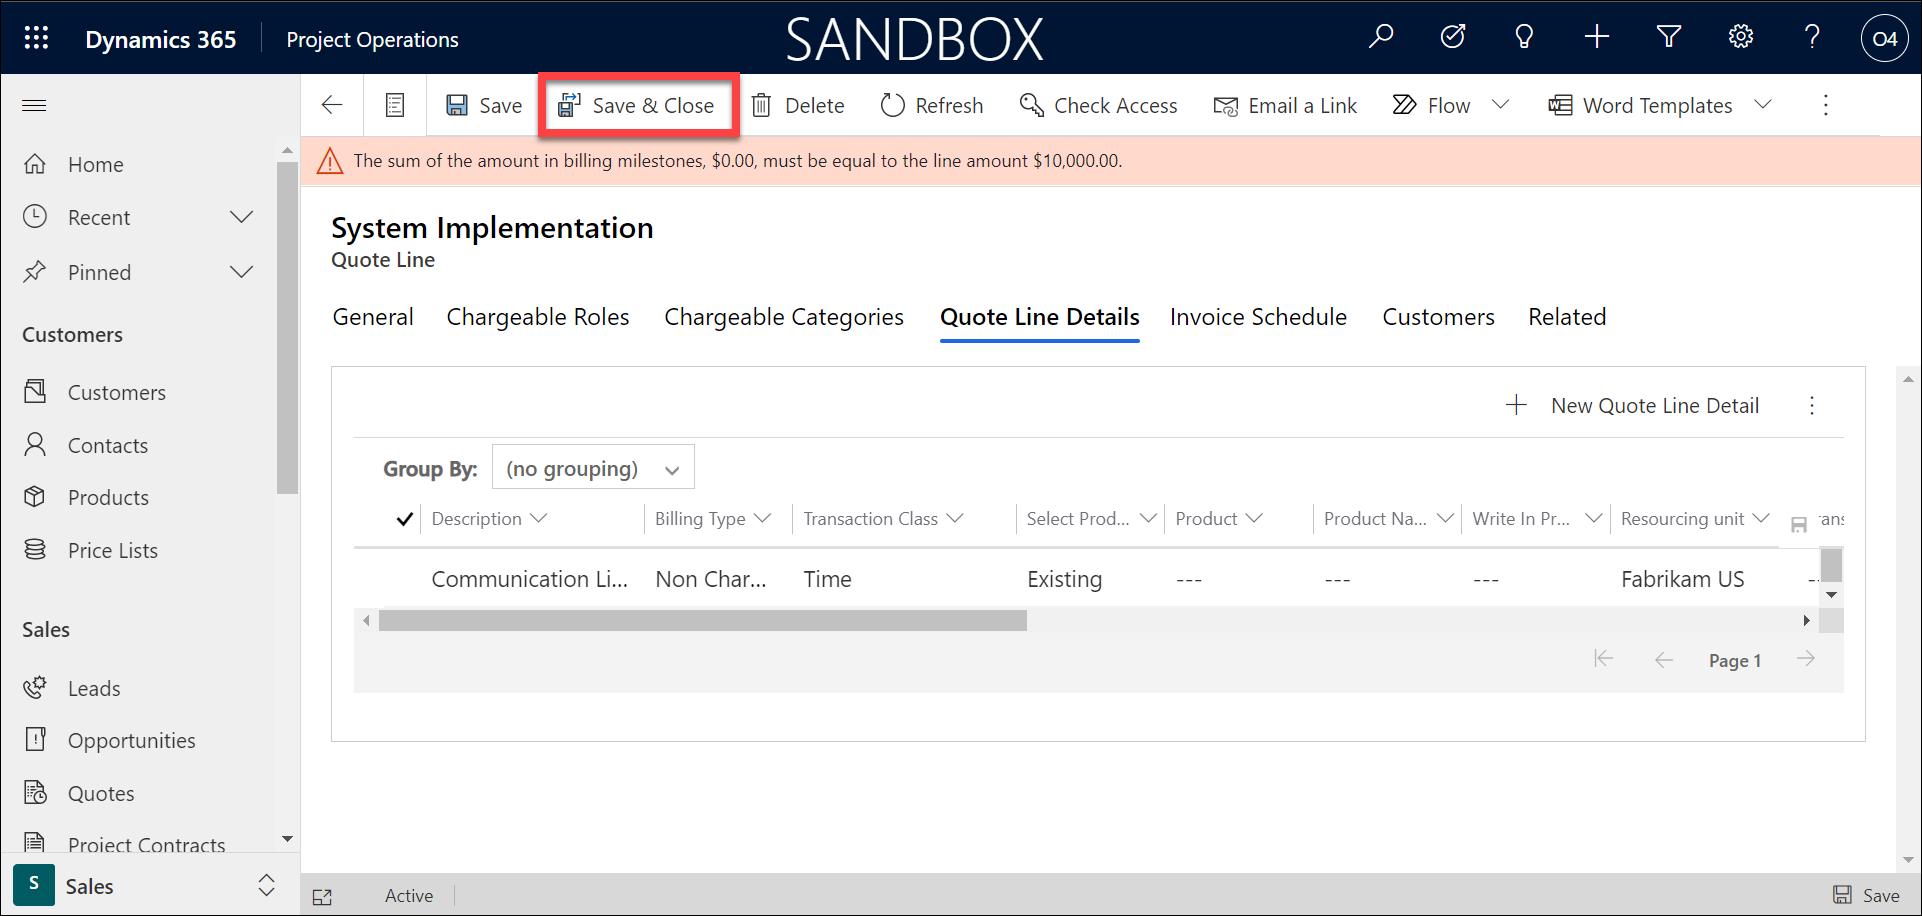 Dynamics 365
Project Operations
SANDBOX
O4
Save
Save & Close
Delete
Refresh
Check Access
Email a Link
Flow
Word Templates
The sum of the amount in billing milestones, $0.00, must be equal to the line amount $10,000.00.
Home
Recent
Pinned
Customers
Customers
Contacts
Products
Price Lists
Sales
Leads
Opportunities
Quotes
Project Contracts
S Sales
System Implementation
Quote Line
General
Chargeable Roles
Chargeable Categories
Quote Line Details
Invoice Schedule
Customers
Related
New Quote Line Detail
Group By: (no grouping)
Description
Billing Type
Transaction Class
Select Prod...
Product
Product Na...
Write In Pr...
Resourcing unit
Communication Li...
Non Char...
Time
Existing
---
---
---
Fabrikam US
Page 1
Active
Save